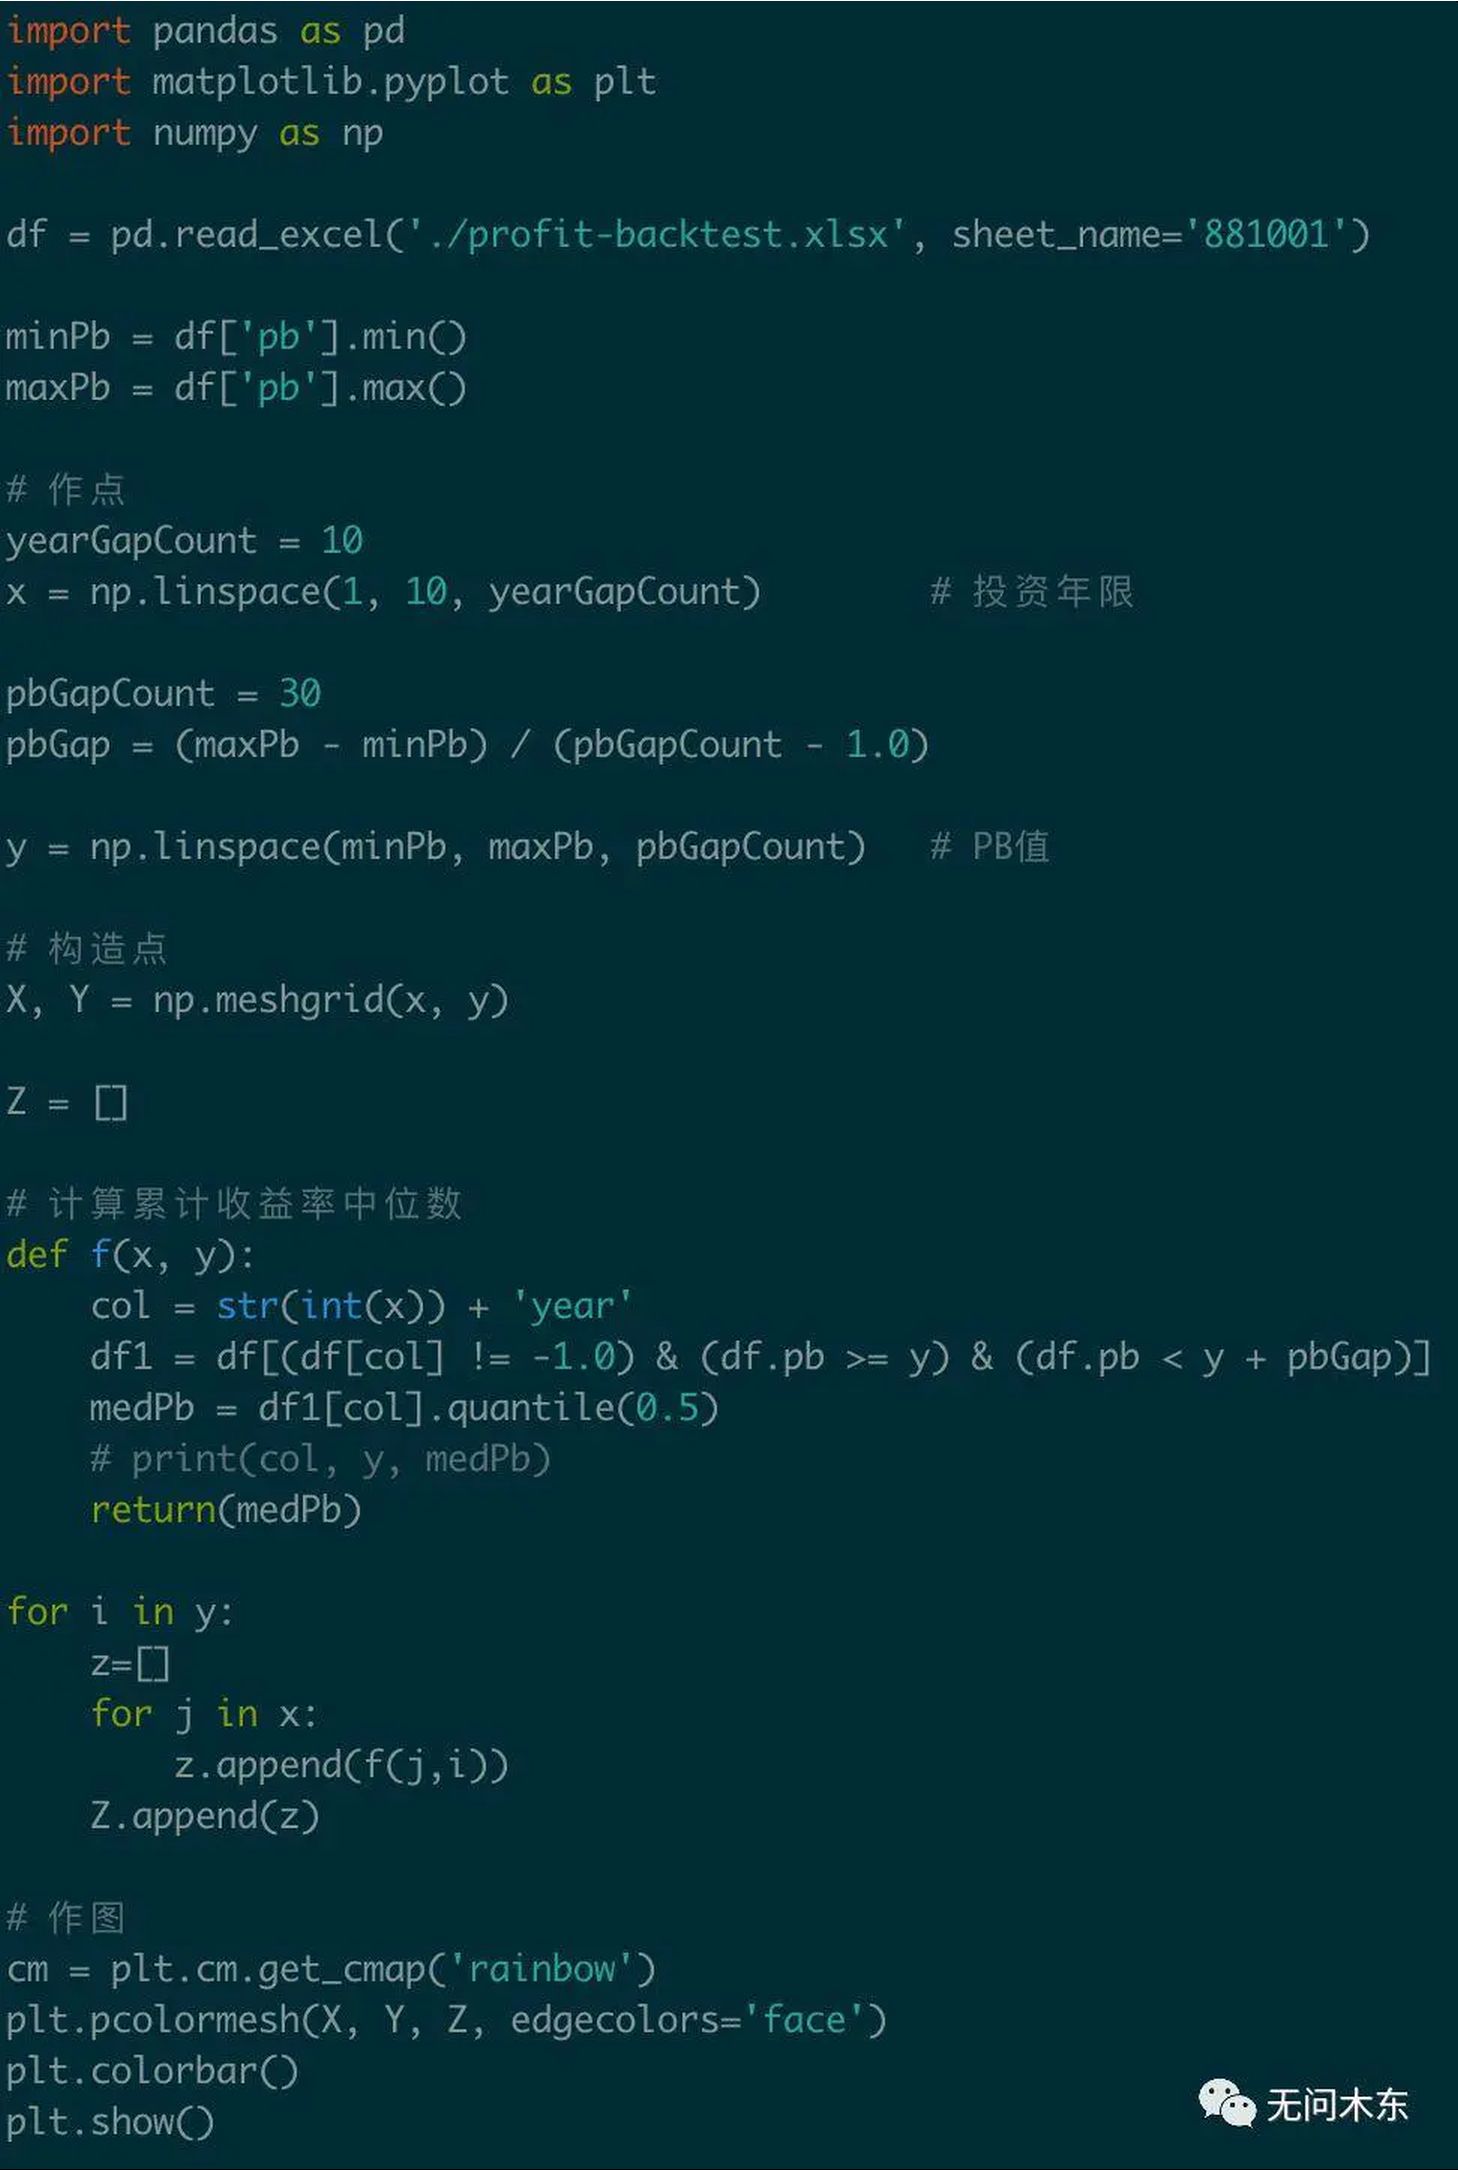 import pandas as pd
import matplotlib.pyplot as plt
import numpy as np
df = pd.read_excel('./profit-backtest.xlsx', sheet_name='881001')
minPb = df['pb'].min()
maxPb = df['pb'].max()
# 作点
yearGapCount = 10
x = np.linspace(1, 10, yearGapCount)        # 投资年限
pbGapCount = 30
pbGap = (maxPb - minPb) / (pbGapCount - 1.0)
y = np.linspace(minPb, maxPb, pbGapCount)   # PB值
# 构造点
X, Y = np.meshgrid(x, y)
Z = []
# 计算累计收益率中位数
def f(x, y):
    col = str(int(x)) + 'year'
    df1 = df[(df[col] != -1.0) & (df.pb >= y) & (df.pb < y + pbGap)]
    medPb = df1[col].quantile(0.5)
    # print(col, y, medPb)
    return(medPb)
for i in y:
    z=[]
    for j in x:
        z.append(f(j,i))
    Z.append(z)
# 作图
cm = plt.cm.get_cmap('rainbow')
plt.pcolormesh(X, Y, Z, edgecolors='face')
plt.colorbar()
plt.show()
无问木东